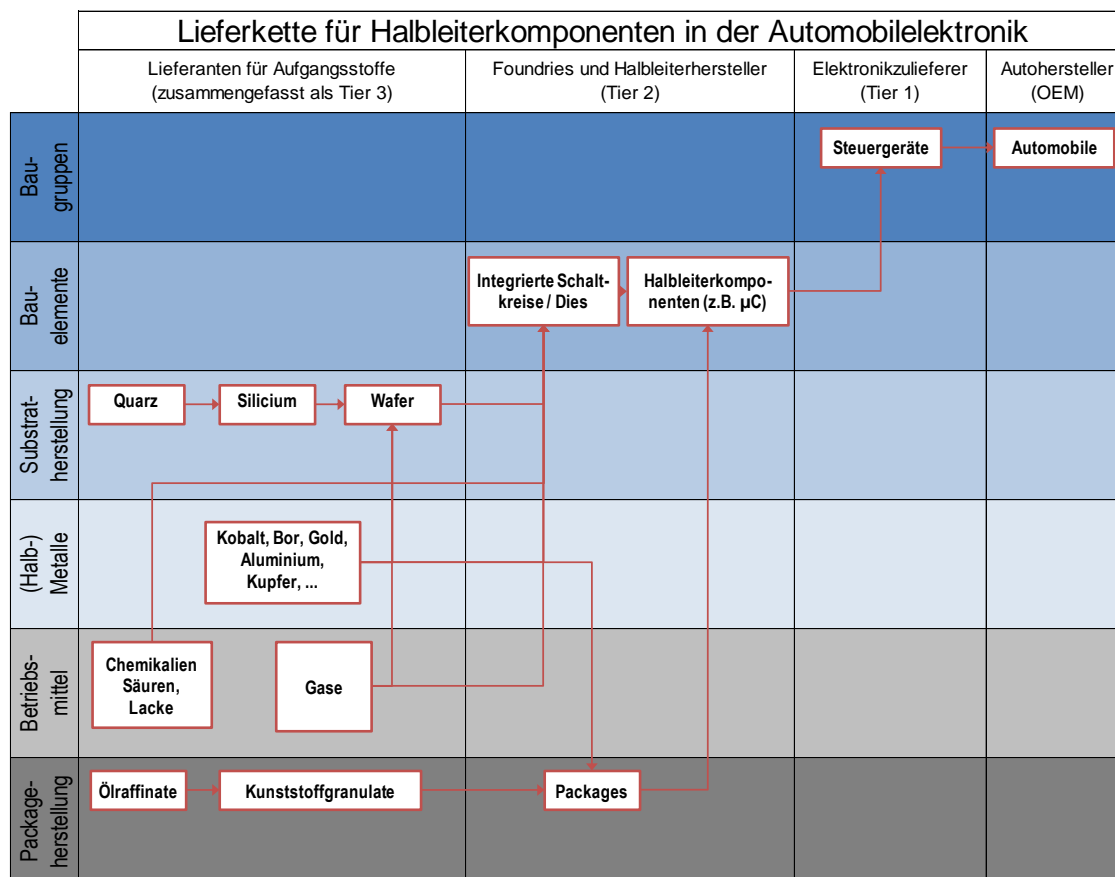 Lieferkette für Halbleiterkomponenten in der Automobilelektronik
Lieferanten für Aufgangsstoffe
(zusammengefasst als Tier 3)
Foundries und Halbleiterhersteller
(Tier 2)
Elektronikzulieferer
(Tier 1)
Autohersteller
(OEM)
Bau-
gruppen
Steuergeräte
Automobile
Bau-
elemente
Integrierte Schalt-
kreise / Dies
Halbleiterkompo-
nenten (z.B. µC)
Substrat-
herstellung
Quarz
Silicium
Wafer
(Halb-)
Metalle
Kobalt, Bor, Gold,
Aluminium,
Kupfer, ...
Betriebs-
mittel
Chemikalien
Säuren,
Lacke
Gase
Package-
herstellung
Ölraffinate
Kunststoffgranulate
Packages